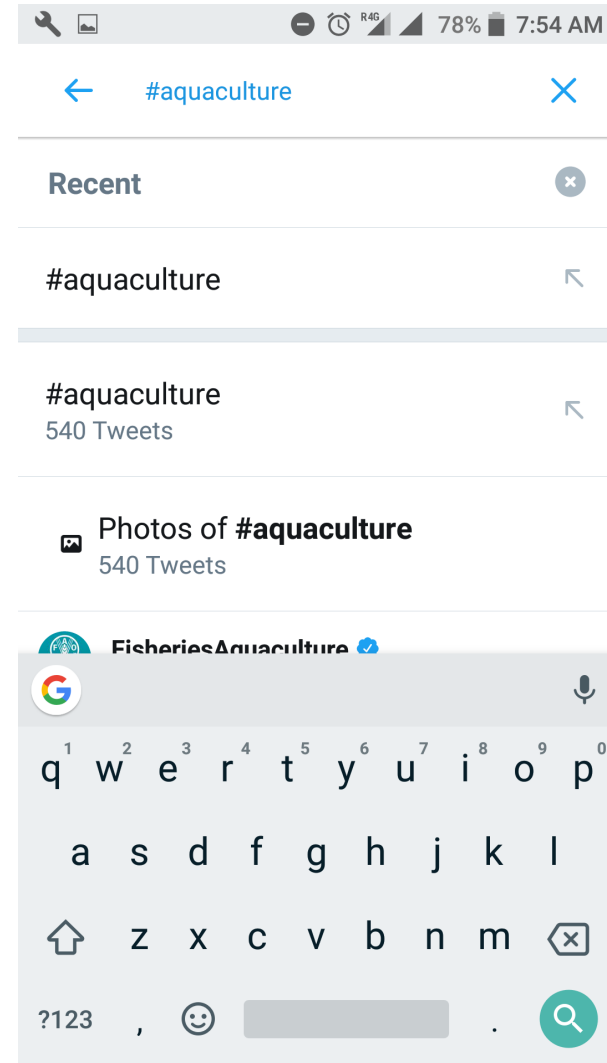 R4G 78% 7:54 AM
#aquaculture
Recent
#aquaculture
#aquaculture
540 Tweets
Photos of #aquaculture
540 Tweets
FisheriesAquaculture
G
1 2 3 4 5 6 7 8 9 0
q w e r t y u i o p
a s d f g h j k l
z x c v b n m
?123 , .